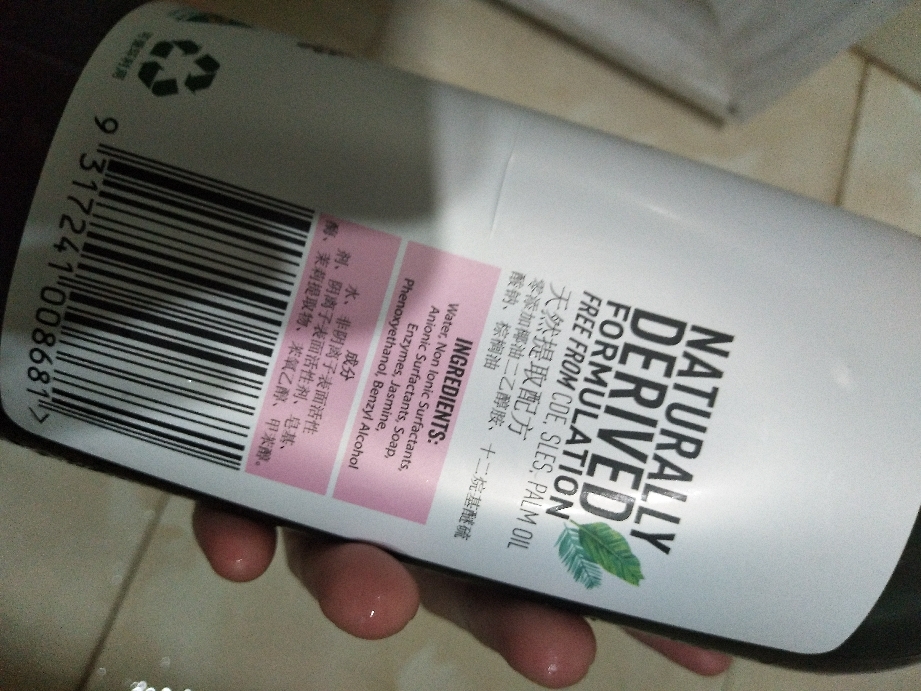 NATURALLY
DERIVED
FORMULATION
FREE FROM CDE, SLES, PALM OIL
天然提取配方
零添加椰油二乙醇胺、十二烷基醚硫
酸钠、棕榈油
INGREDIENTS:
Water, Non Ionic Surfactants,
Anionic Surfactants, Soap,
Enzymes, Jasmine,
Phenoxyethanol, Benzyl Alcohol
成分
水、非离子表面活性
剂、阴离子表面活性剂、皂基、
酶、茉莉提取物、苯氧乙醇、
甲苯醇。
9 317241 008681 >